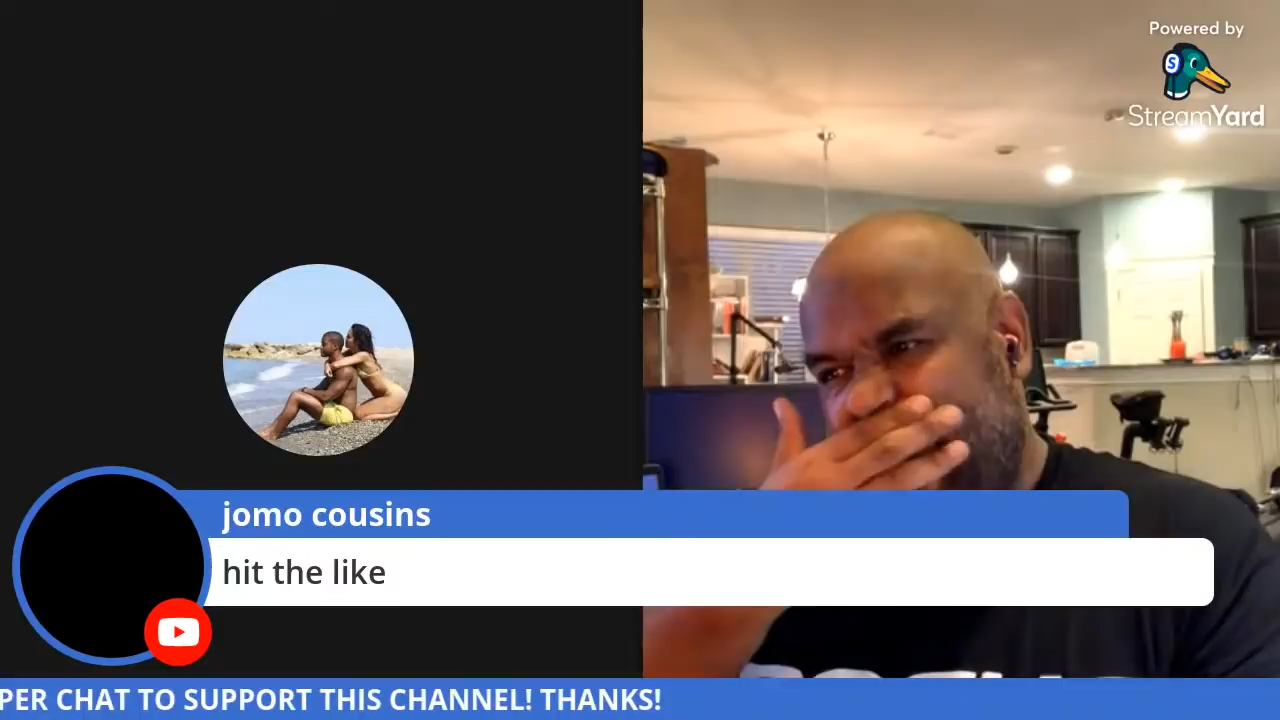 Powered by
StreamYard
jomo cousins
hit the like
PER CHAT TO SUPPORT THIS CHANNEL! THANKS!